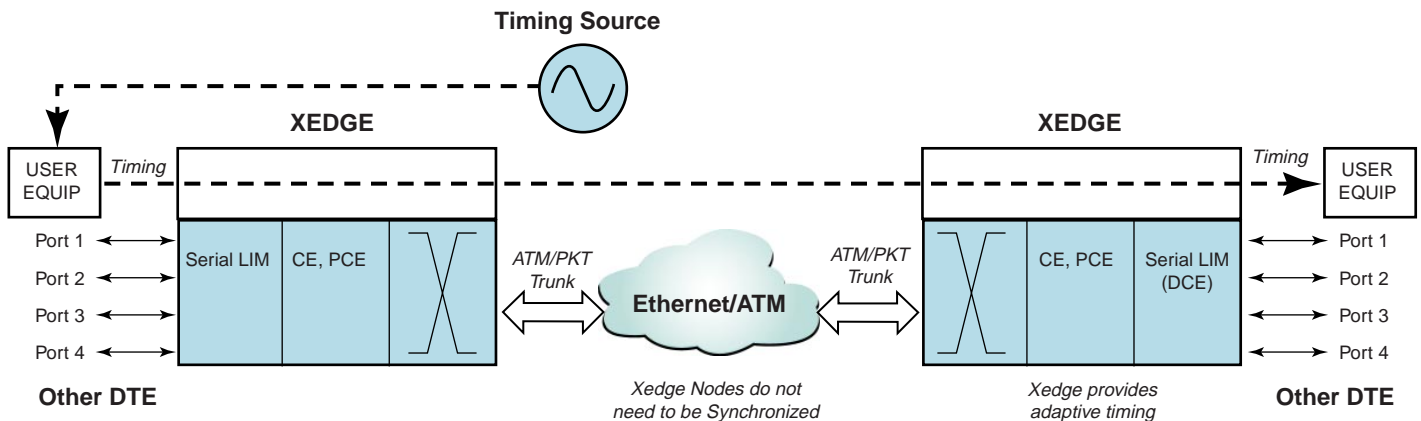 Timing Source
XEDGE
XEDGE
USER
EQUIP
Timing
Timing
USER
EQUIP
Port 1
Port 2
Port 3
Port 4
Serial LIM
CE, PCE
ATM/PKT
Trunk
Ethernet/ATM
ATM/PKT
Trunk
CE, PCE
Serial LIM
(DCE)
Port 1
Port 2
Port 3
Port 4
Other DTE
Xedge Nodes do not
need to be Synchronized
Xedge provides
adaptive timing
Other DTE